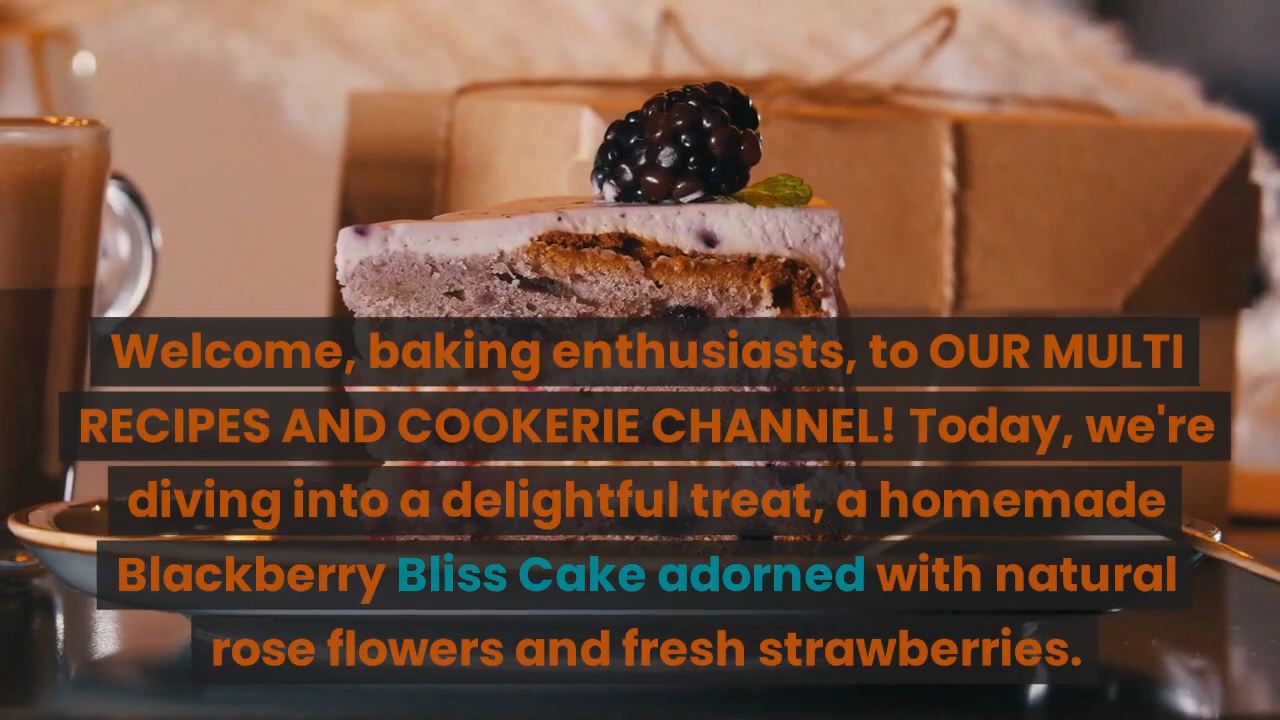 Welcome, baking enthusiasts, to OUR MULTI
RECIPES AND COOKERIE CHANNEL! Today, we're
diving into a delightful treat, a homemade
Blackberry Bliss Cake adorned with natural
rose flowers and fresh strawberries.